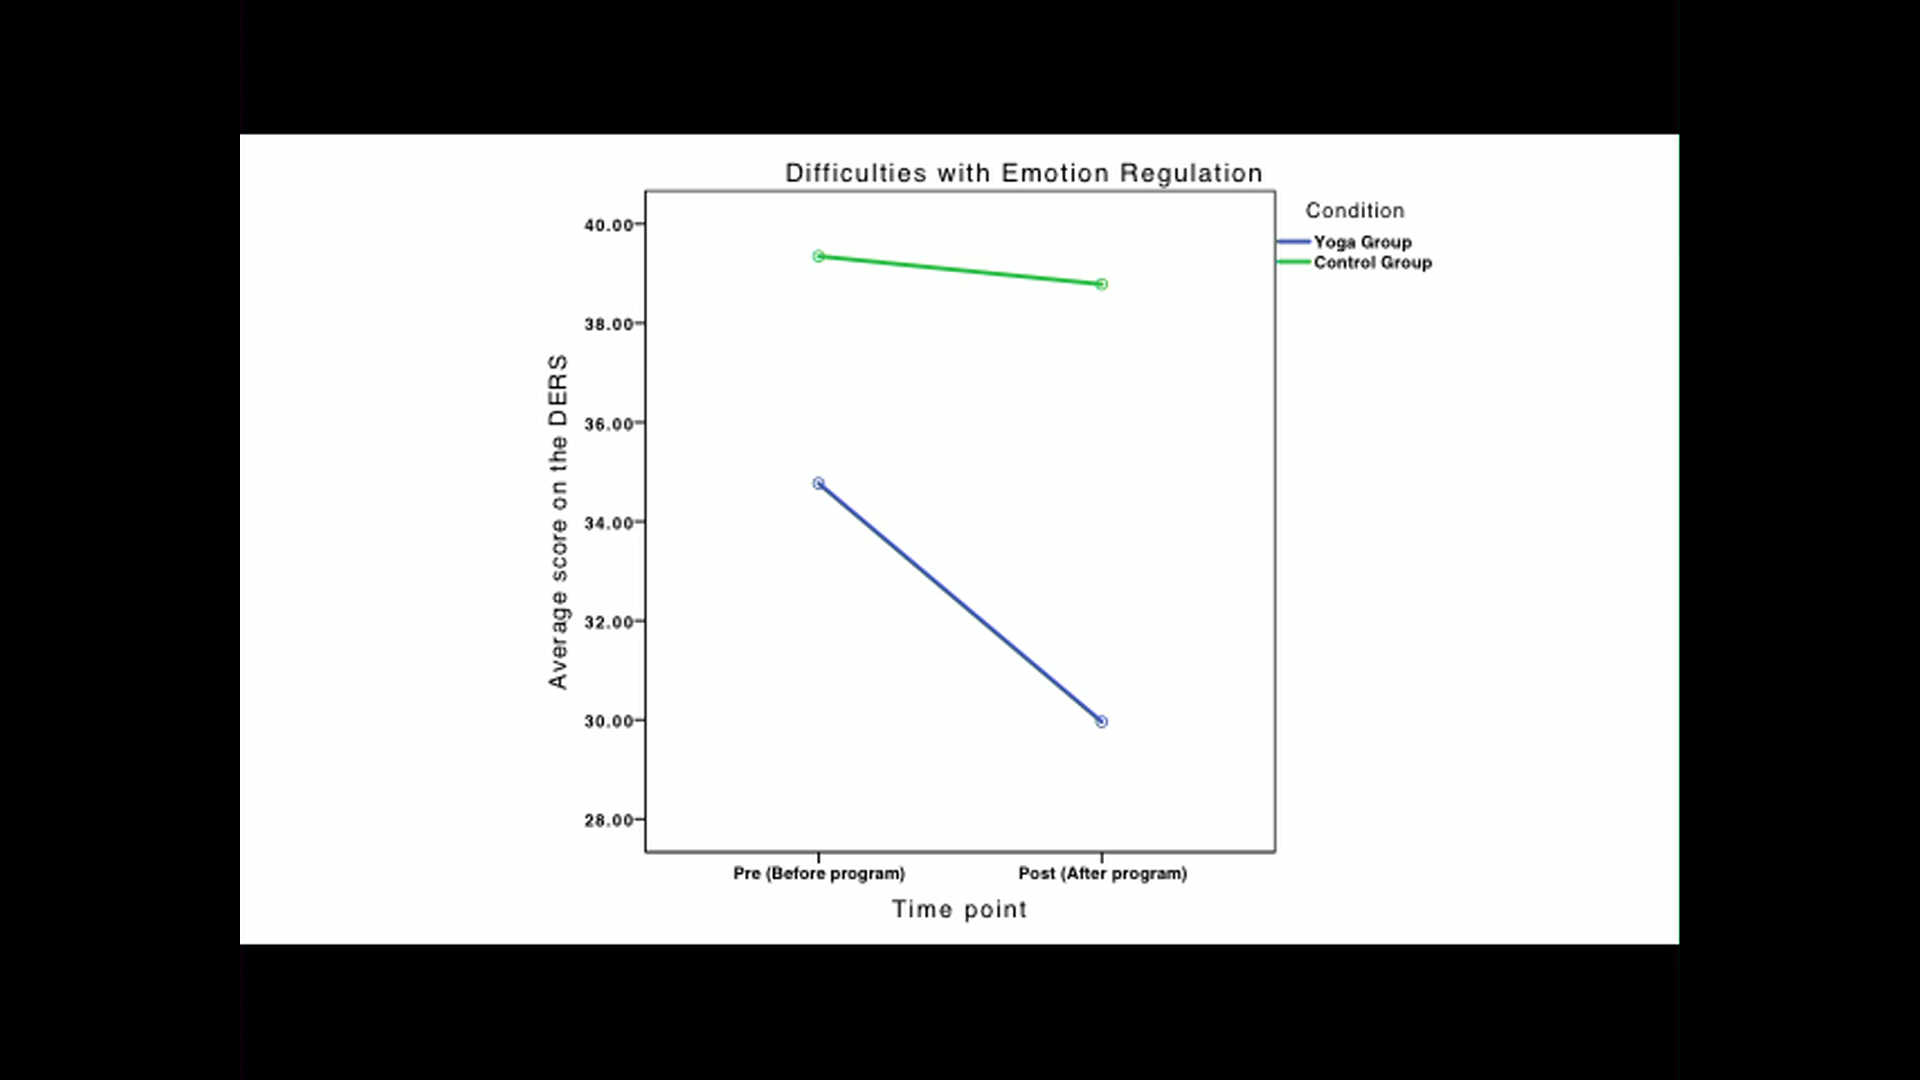 Difficulties with Emotion Regulation
Condition
Yoga Group
Control Group
Average score on the DERS
40.00
38.00
36.00
34.00
32.00
30.00
28.00
Pre (Before program)
Post (After program)
Time point